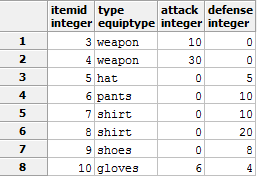 itemid type attack defense
integer equiptype integer integer
1 3 weapon 10 0
2 4 weapon 30 0
3 5 hat 0 5
4 6 pants 0 10
5 7 shirt 0 10
6 8 shirt 0 20
7 9 shoes 0 8
8 10 gloves 6 4